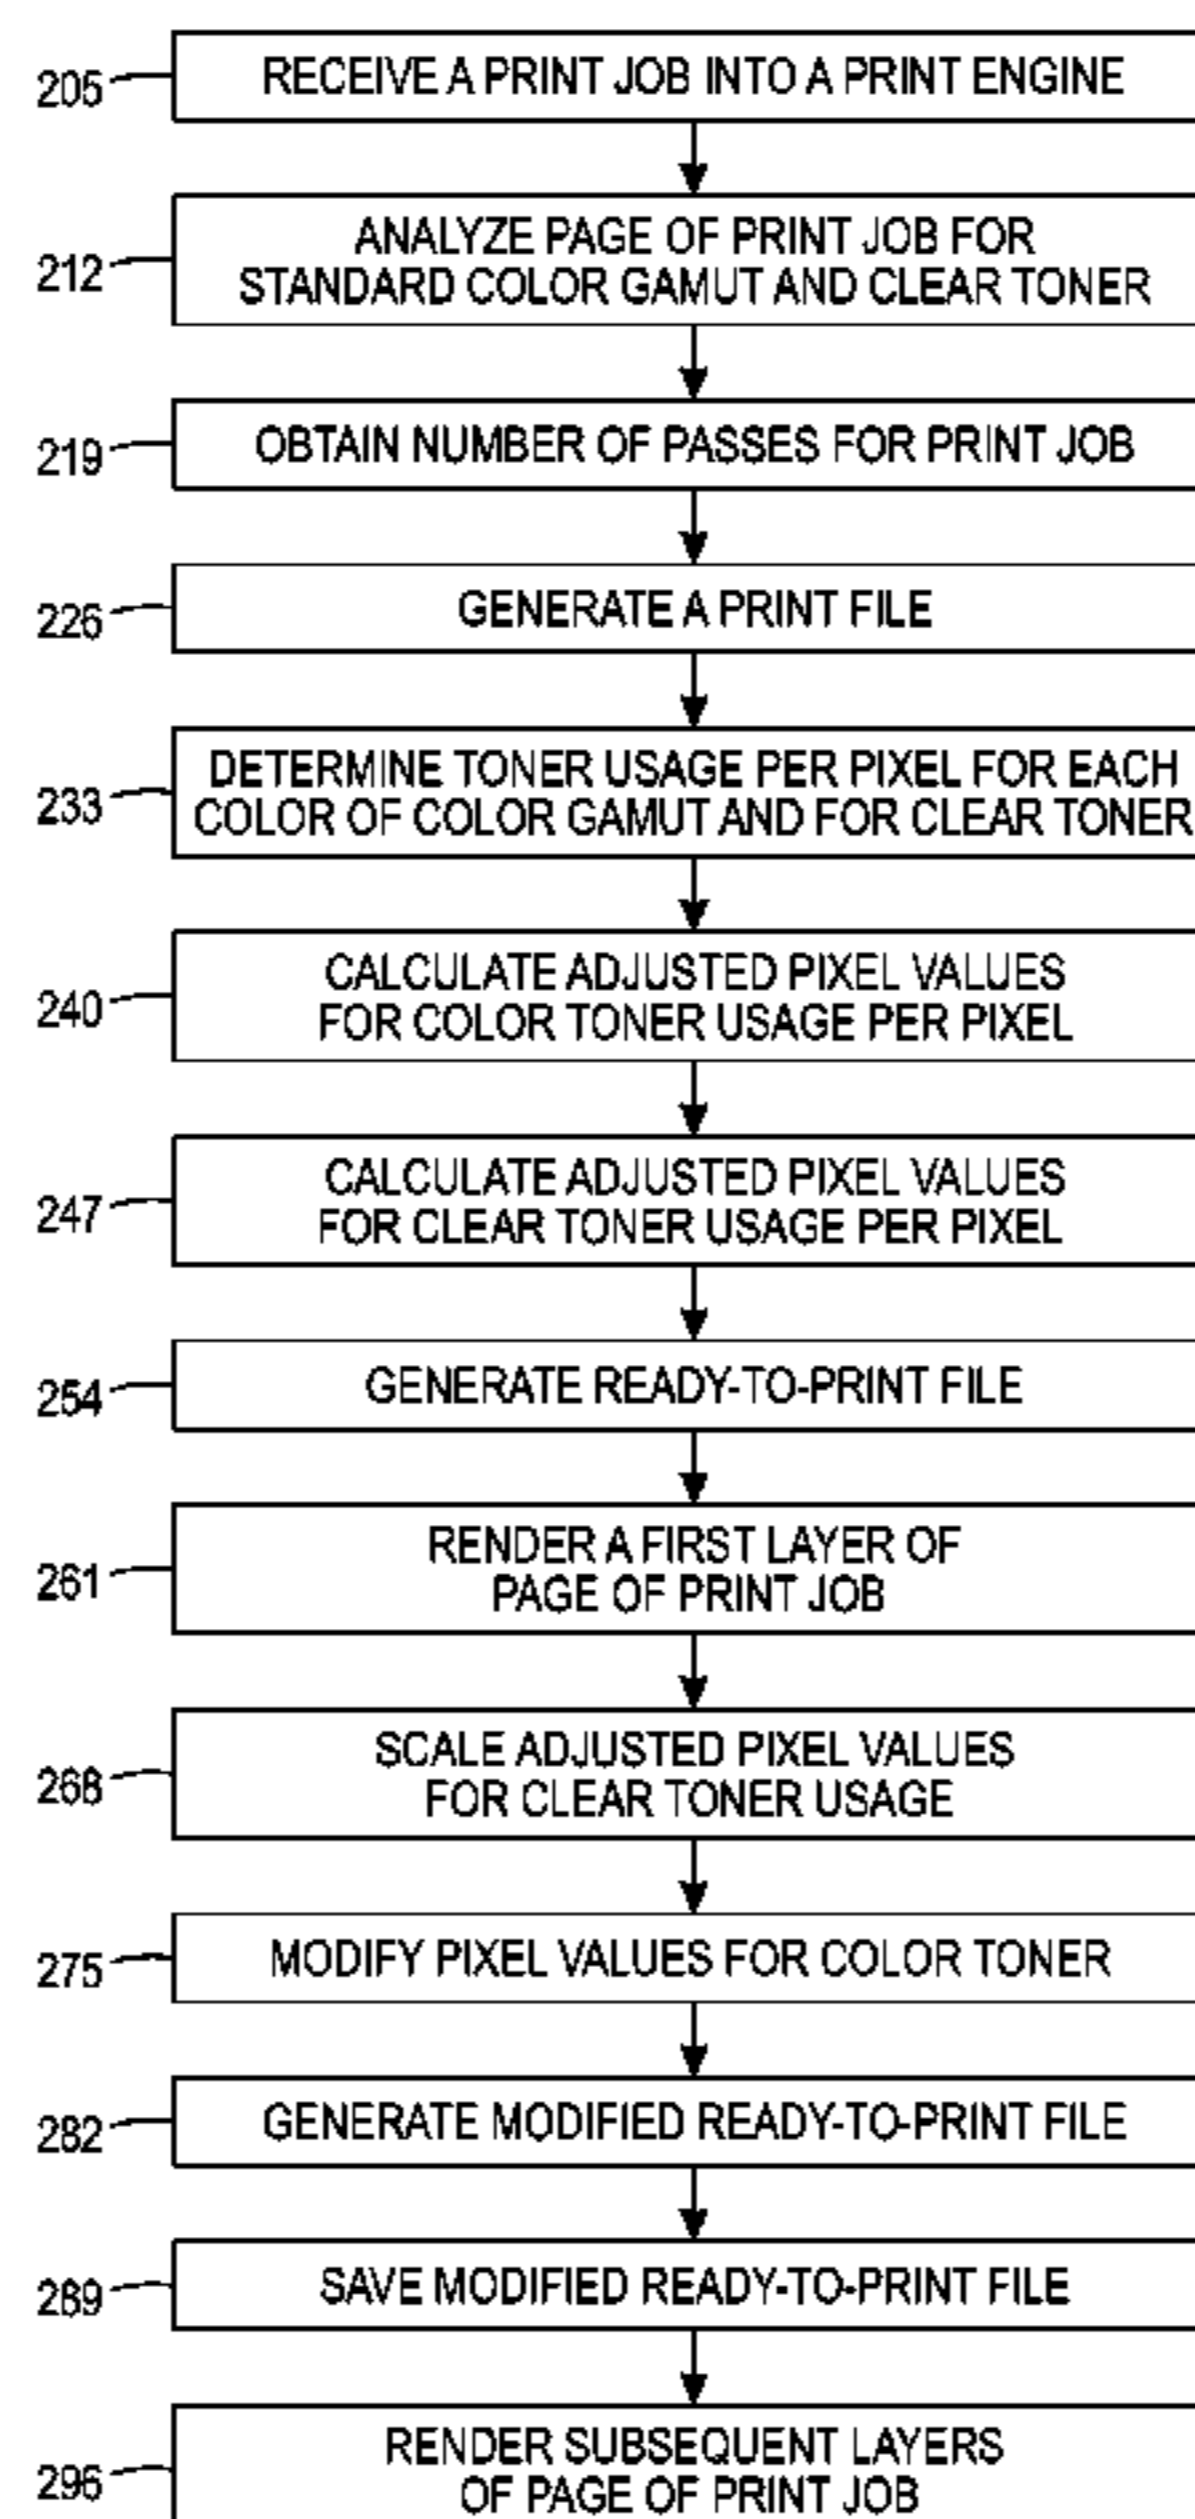 205 RECEIVE A PRINT JOB INTO A PRINT ENGINE
212 ANALYZE PAGE OF PRINT JOB FOR
STANDARD COLOR GAMUT AND CLEAR TONER
219 OBTAIN NUMBER OF PASSES FOR PRINT JOB
226 GENERATE A PRINT FILE
233 DETERMINE TONER USAGE PER PIXEL FOR EACH
COLOR OF COLOR GAMUT AND FOR CLEAR TONER
240 CALCULATE ADJUSTED PIXEL VALUES
FOR COLOR TONER USAGE PER PIXEL
247 CALCULATE ADJUSTED PIXEL VALUES
FOR CLEAR TONER USAGE PER PIXEL
254 GENERATE READY-TO-PRINT FILE
261 RENDER A FIRST LAYER OF
PAGE OF PRINT JOB
268 SCALE ADJUSTED PIXEL VALUES
FOR CLEAR TONER USAGE
275 MODIFY PIXEL VALUES FOR COLOR TONER
282 GENERATE MODIFIED READY-TO-PRINT FILE
289 SAVE MODIFIED READY-TO-PRINT FILE
296 RENDER SUBSEQUENT LAYERS
OF PAGE OF PRINT JOB